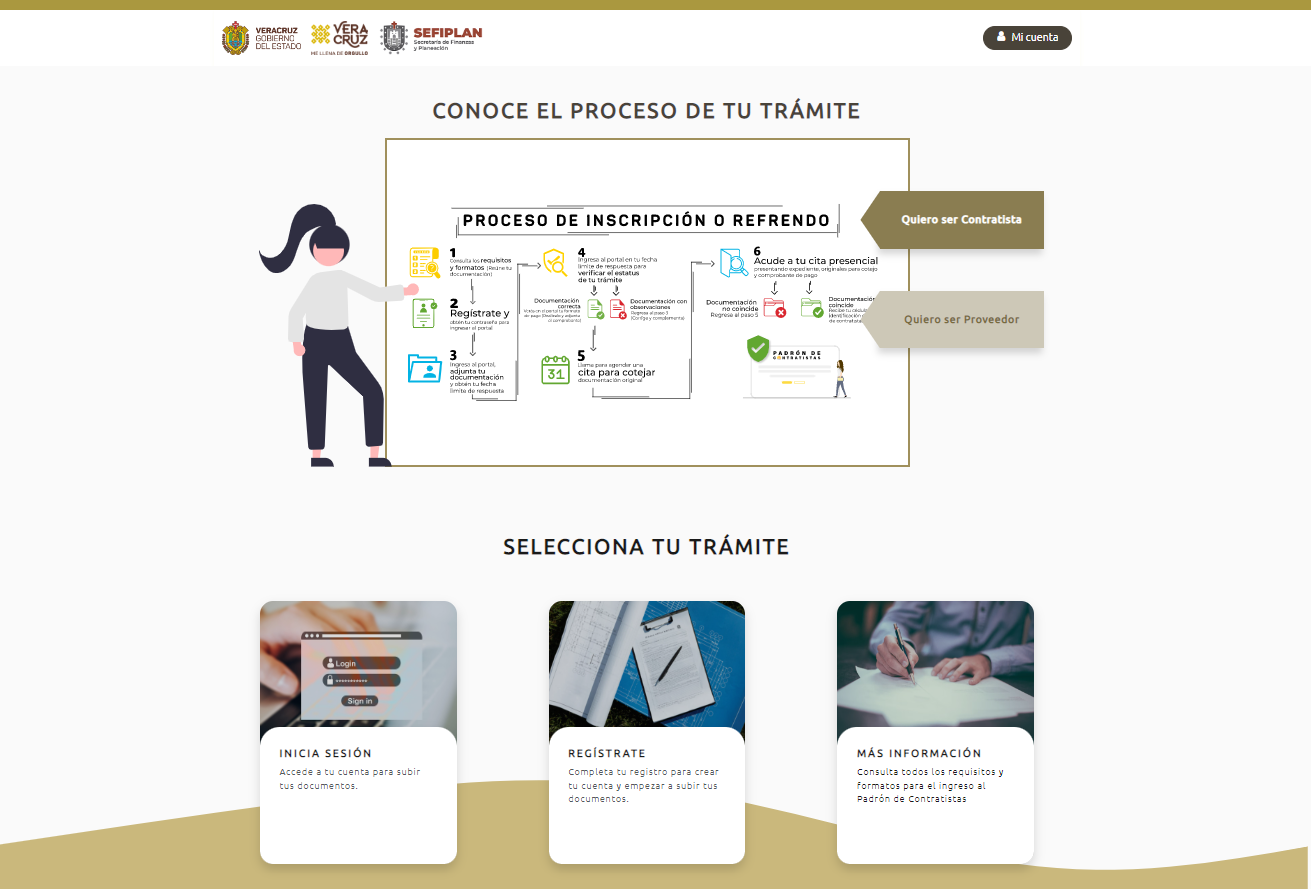 VERACRUZ
GOBIERNO
DEL ESTADO
VERA
CRUZ
ME LLENA DE ORGULLO
SEFIPLAN
Secretaría de Finanzas
y Planeación
Mi cuenta
CONOCE EL PROCESO DE TU TRÁMITE
PROCESO DE INSCRIPCIÓN O REFRENDO
1
Consulta los requisitos
y formatos (Reúne tu
documentación)
2
Regístrate y
obtén tu contraseña para
ingresar al portal
3
Ingresa al portal,
adjunta tu
documentación
y obtén tu fecha
límite de respuesta
4
Ingresa al portal en tu fecha
límite de respuesta para
verificar el estatus
de tu trámite
Documentación
correcta
Documentación con
observaciones
Regresa al paso 3
(Corrige y complementa)
5
Llama para agendar una
cita para cotejar
documentación original
31
6
Acude a tu cita presencial
presentando expediente, originales para cotejo
y comprobante de pago
Documentación
no coincide
Regresa al paso 5
Documentación
coincide
PADRÓN DE
CONTRATISTAS
Quiero ser Contratista
Quiero ser Proveedor
SELECCIONA TU TRÁMITE
Login
Sign in
INICIA SESIÓN
Accede a tu cuenta para subir
tus documentos.
REGÍSTRATE
Completa tu registro para crear
tu cuenta y empezar a subir tus
documentos.
MÁS INFORMACIÓN
Consulta todos los requisitos y
formatos para el ingreso al
Padrón de Contratistas